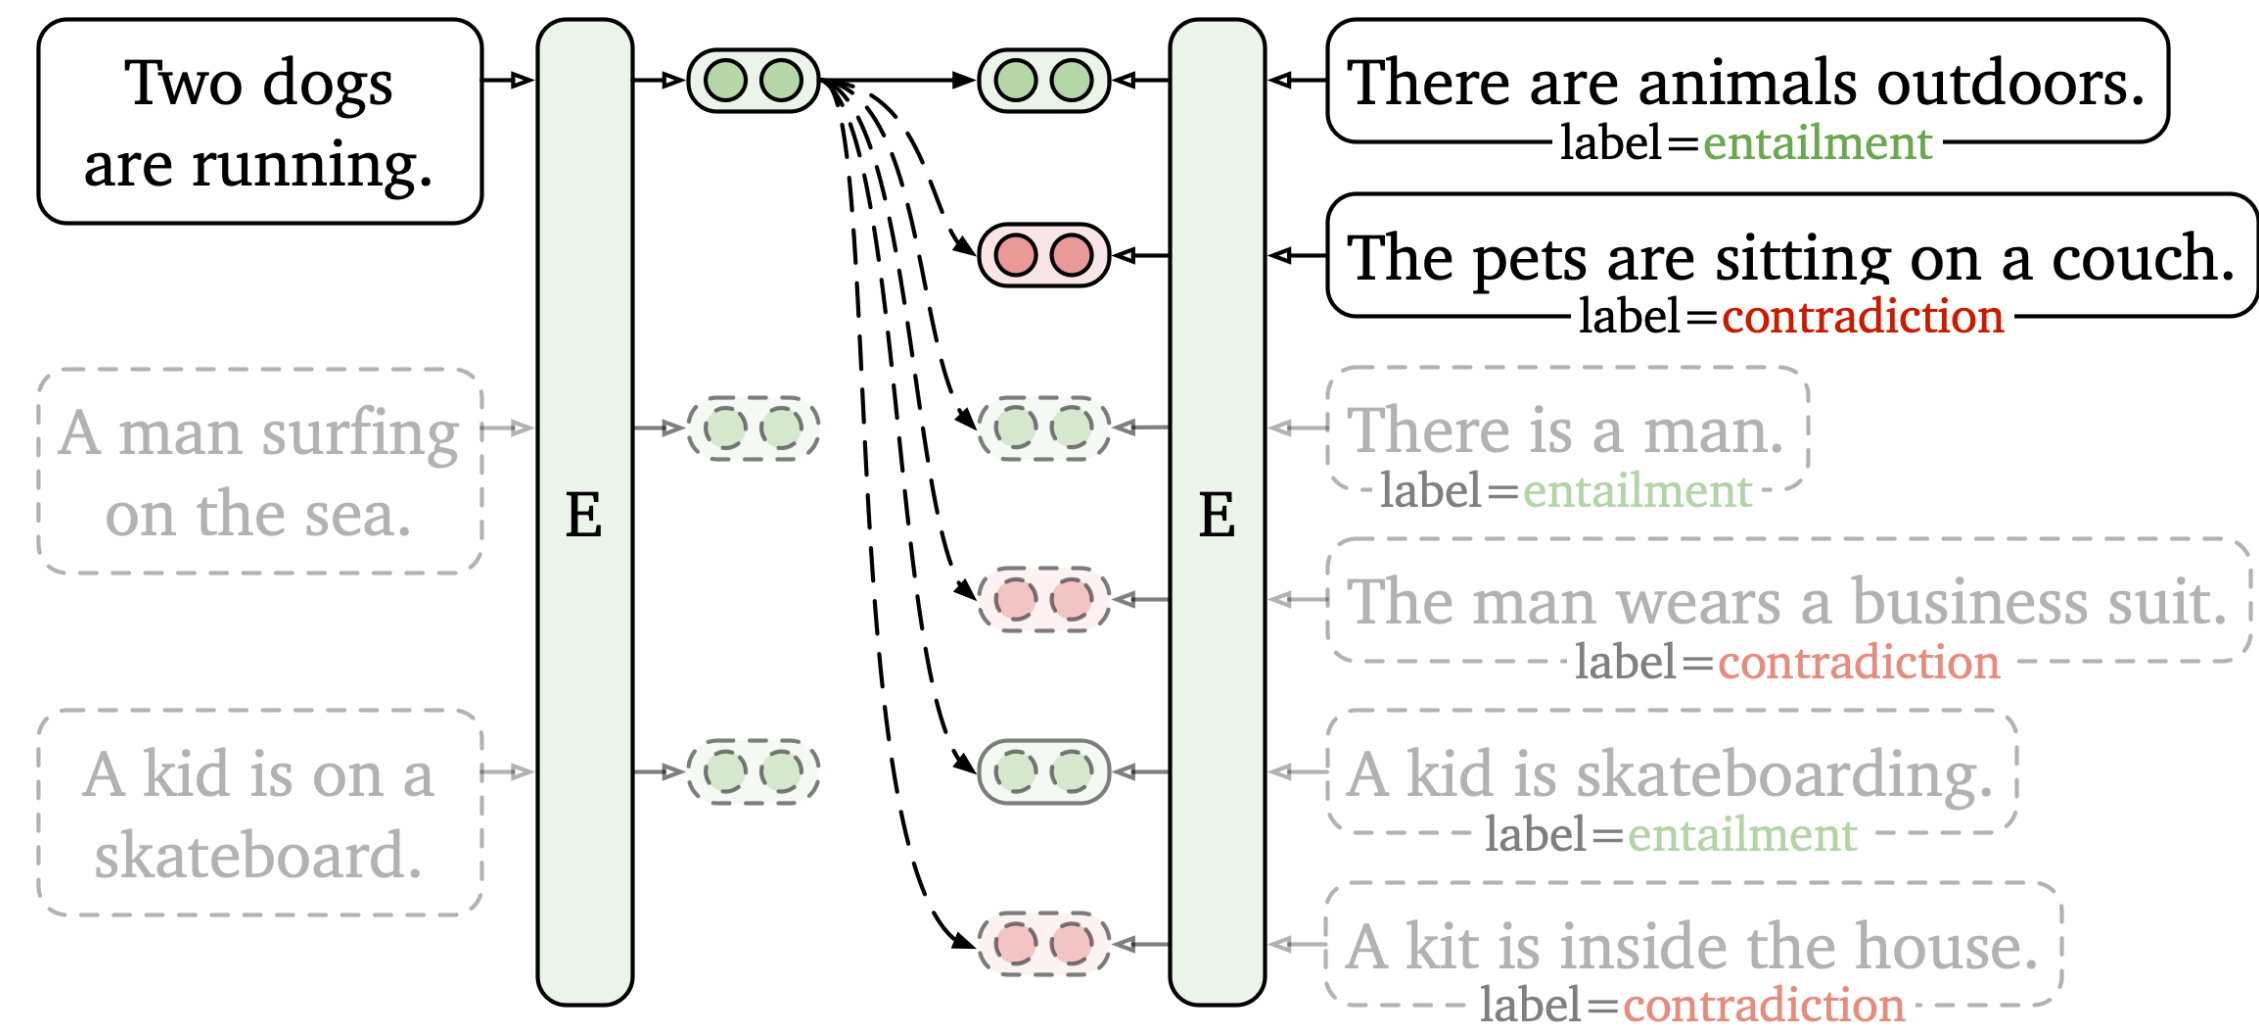 Two dogs
are running.
There are animals outdoors.
label=entailment
The pets are sitting on a couch.
label=contradiction
A man surfing
on the sea.
E
E
There is a man.
label=entailment
The man wears a business suit.
label=contradiction
A kid is on a
skateboard.
A kid is skateboarding.
label=entailment
A kit is inside the house.
label=contradiction